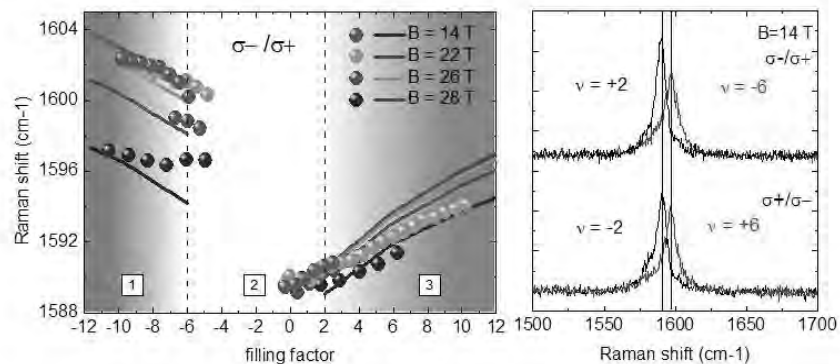 1604
1600
1596
1592
1588
Raman shift (cm-1)
σ− /σ+
B = 14 T
B = 22 T
B = 26 T
B = 28 T
1
2
3
-12 -10 -8 -6 -4 -2 0 2 4 6 8 10 12
filling factor
B=14 T
σ-/σ+
ν = +2
ν = -6
σ+/σ−
ν = -2
ν = +6
1500 1550 1600 1650 1700
Raman shift (cm-1)